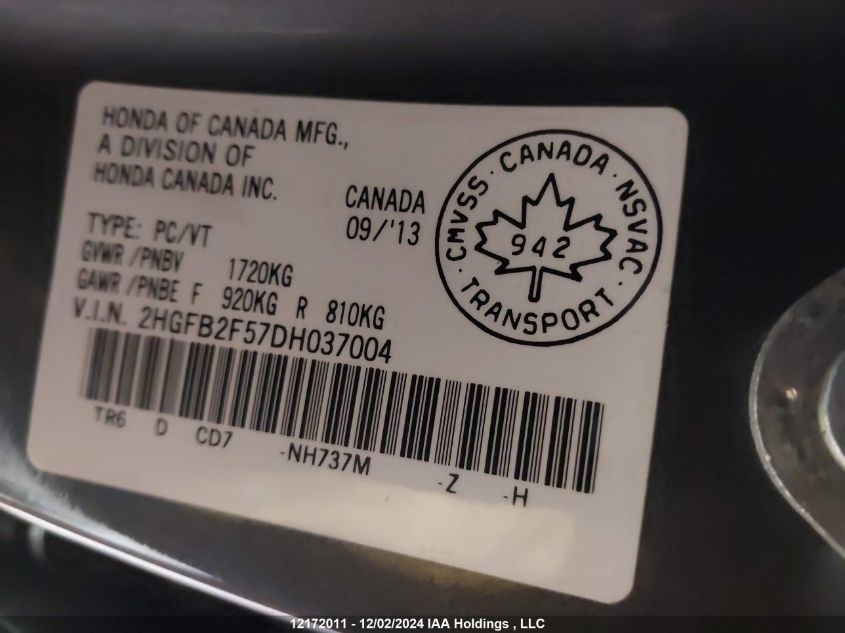 HONDA OF CANADA MFG.,
A DIVISION OF
HONDA CANADA INC.
CANADA
09/'13
TYPE: PC/VT
GVWR/PNBV 1720KG
GAWR/PNBE F 920KG R 810KG
V.I.N. 2HGFB2F57DH037004
TR6 D CD7 -NH737M -Z -H
CMVSS · CANADA · NSVAC · TRANSPORT ·
942
12172011 - 12/02/2024 IAA Holdings , LLC